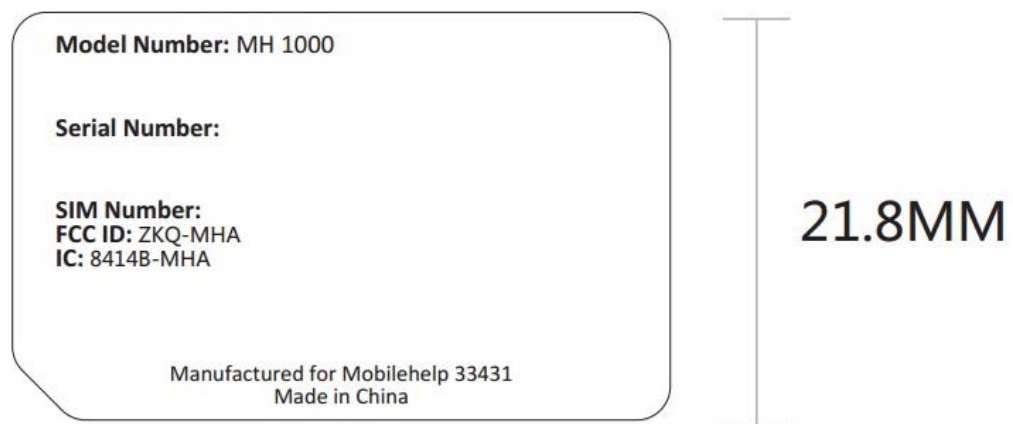 Model Number: MH 1000
Serial Number:
SIM Number:
FCC ID: ZKQ-MHA
IC: 8414B-MHA
Manufactured for Mobilehelp 33431
Made in China
21.8MM